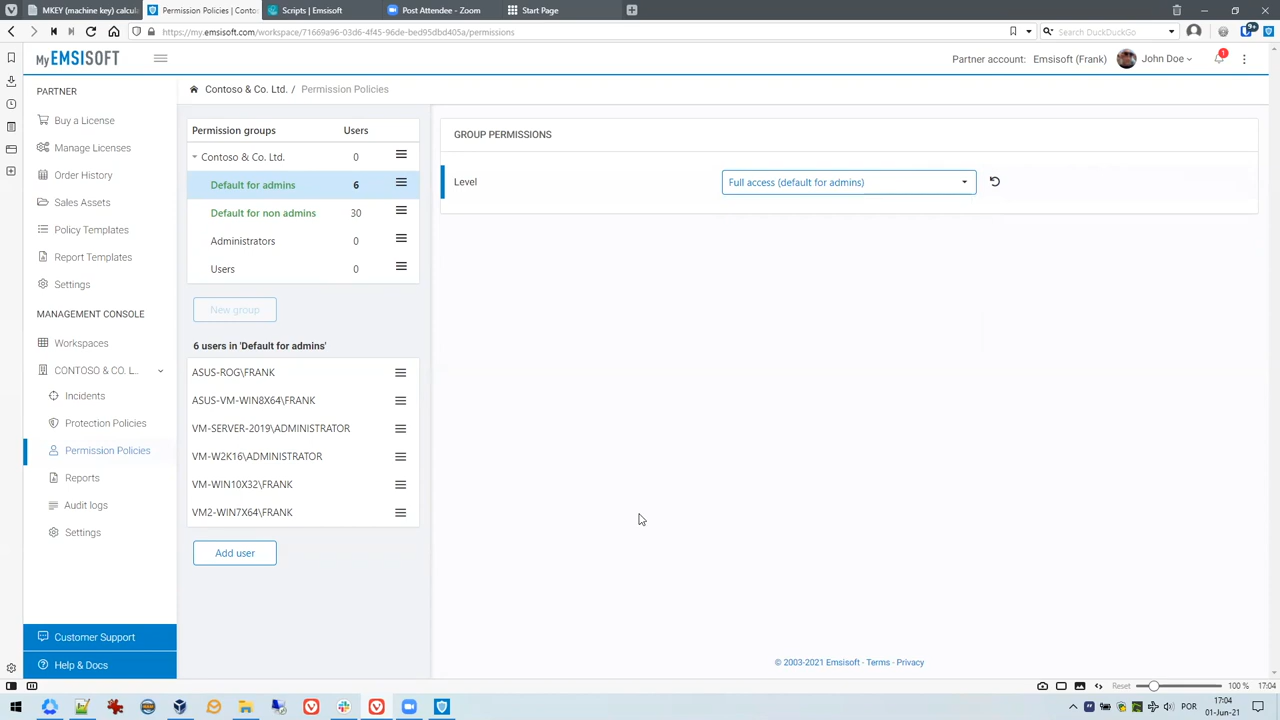 MKEY (machine key) calcula
Permission Policies | Conto
Scripts | Emsisoft
Post Attendee - Zoom
Start Page
https://my.emsisoft.com/workspace/71669a96-03d6-4f45-96de-bed95dbd405a/permissions
Search DuckDuckGo
9+
My EMSISOFT
Partner account: Emsisoft (Frank)
John Doe
1
PARTNER
Buy a License
Manage Licenses
Order History
Sales Assets
Policy Templates
Report Templates
Settings
MANAGEMENT CONSOLE
Workspaces
CONTOSO & CO. L...
Incidents
Protection Policies
Permission Policies
Reports
Audit logs
Settings
Customer Support
Help & Docs
Contoso & Co. Ltd. / Permission Policies
Permission groups Users
Contoso & Co. Ltd. 0
Default for admins 6
Default for non admins 30
Administrators 0
Users 0
New group
6 users in 'Default for admins'
ASUS-ROG\FRANK
ASUS-VM-WIN8X64\FRANK
VM-SERVER-2019\ADMINISTRATOR
VM-W2K16\ADMINISTRATOR
VM-WIN10X32\FRANK
VM2-WIN7X64\FRANK
Add user
GROUP PERMISSIONS
Level
Full access (default for admins)
© 2003-2021 Emsisoft - Terms - Privacy
Reset
100 %
17:04
17:04
POR
01-Jun-21